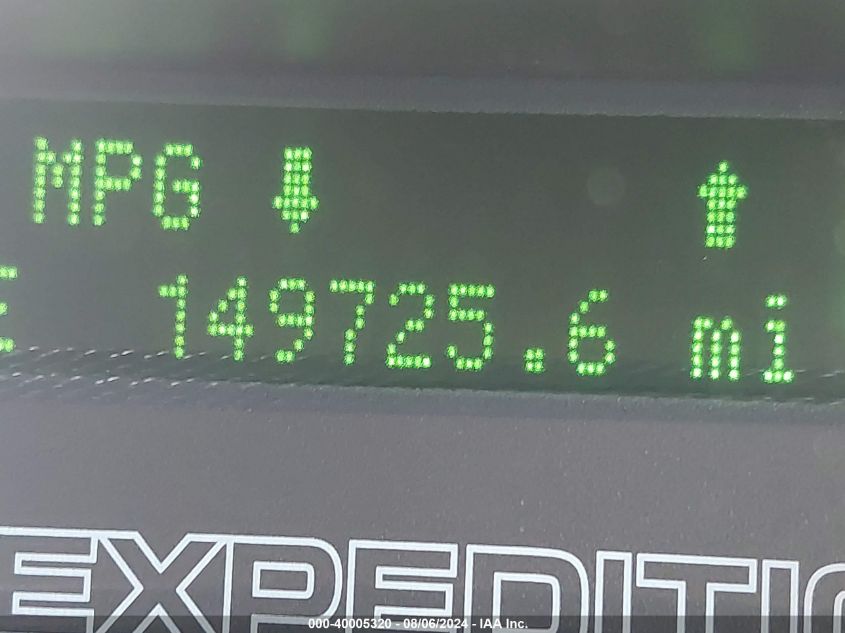 MPG ⬇ ⬆
E 149725.6 mi
EXPEDITIO
000-40005320 - 08/06/2024 - IAA Inc.